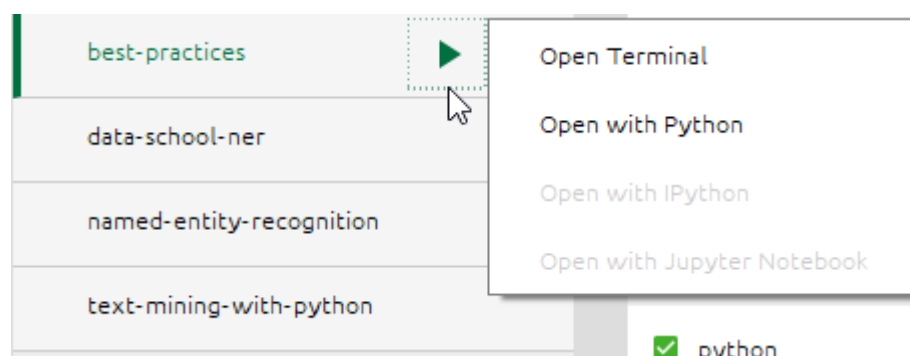 best-practices
Open Terminal
Open with Python
data-school-ner
Open with IPython
named-entity-recognition
Open with Jupyter Notebook
text-mining-with-python
python